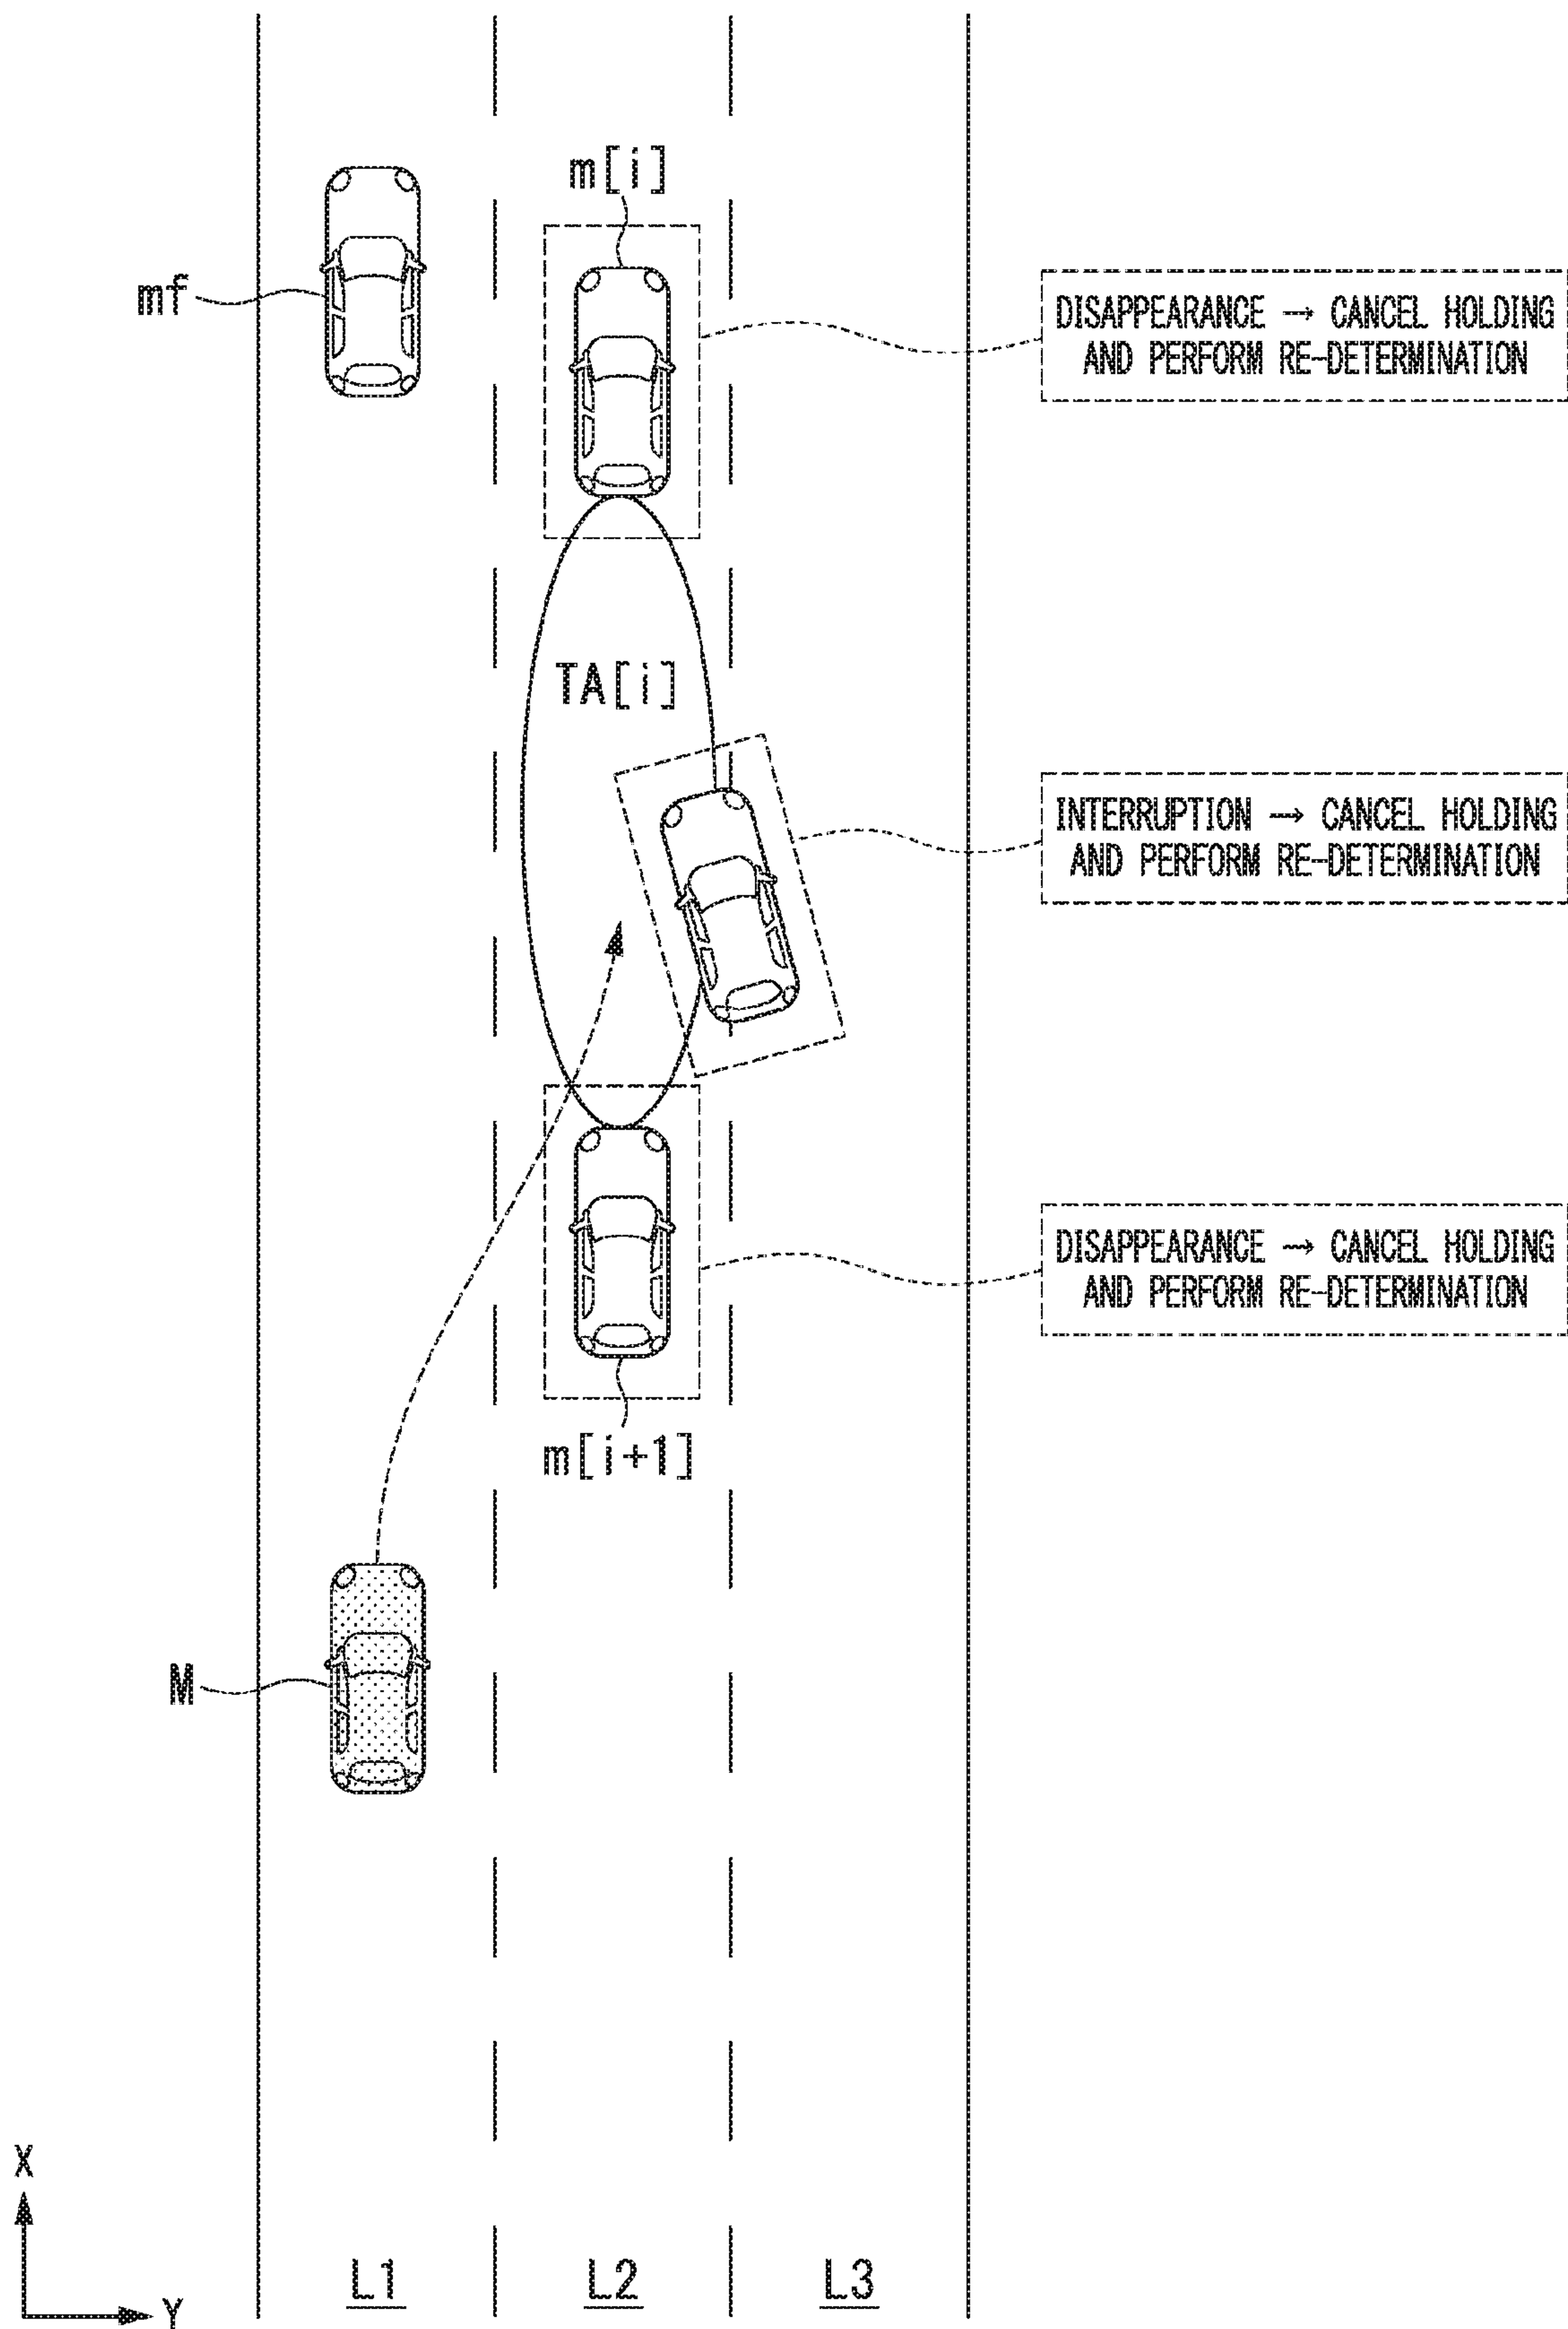 m[i]
mf
DISAPPEARANCE → CANCEL HOLDING
AND PERFORM RE-DETERMINATION
TA[i]
INTERRUPTION → CANCEL HOLDING
AND PERFORM RE-DETERMINATION
DISAPPEARANCE → CANCEL HOLDING
AND PERFORM RE-DETERMINATION
m[i+1]
M
X
Y
L1
L2
L3